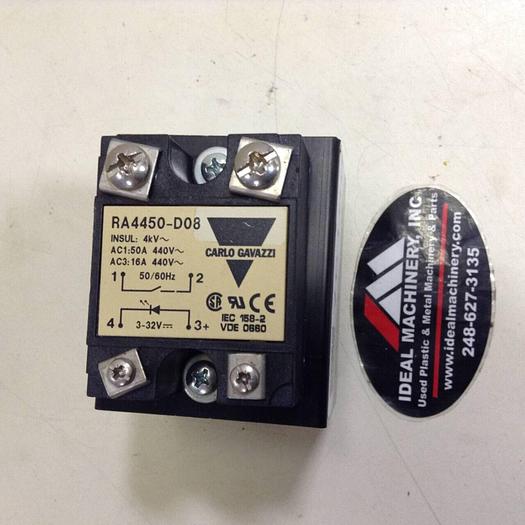 RA4450-D08
INSUL: 4kV~
AC1:50A 440V~
AC3:16A 440V~
1 50/60Hz 2
CARLO GAVAZZI
4 3-32V⎓ 3+
IEC 158-2
VDE 0660
IDEAL MACHINERY, INC
Used Plastic & Metal Machinery & Parts
www.idealmachinery.com
248-627-3135